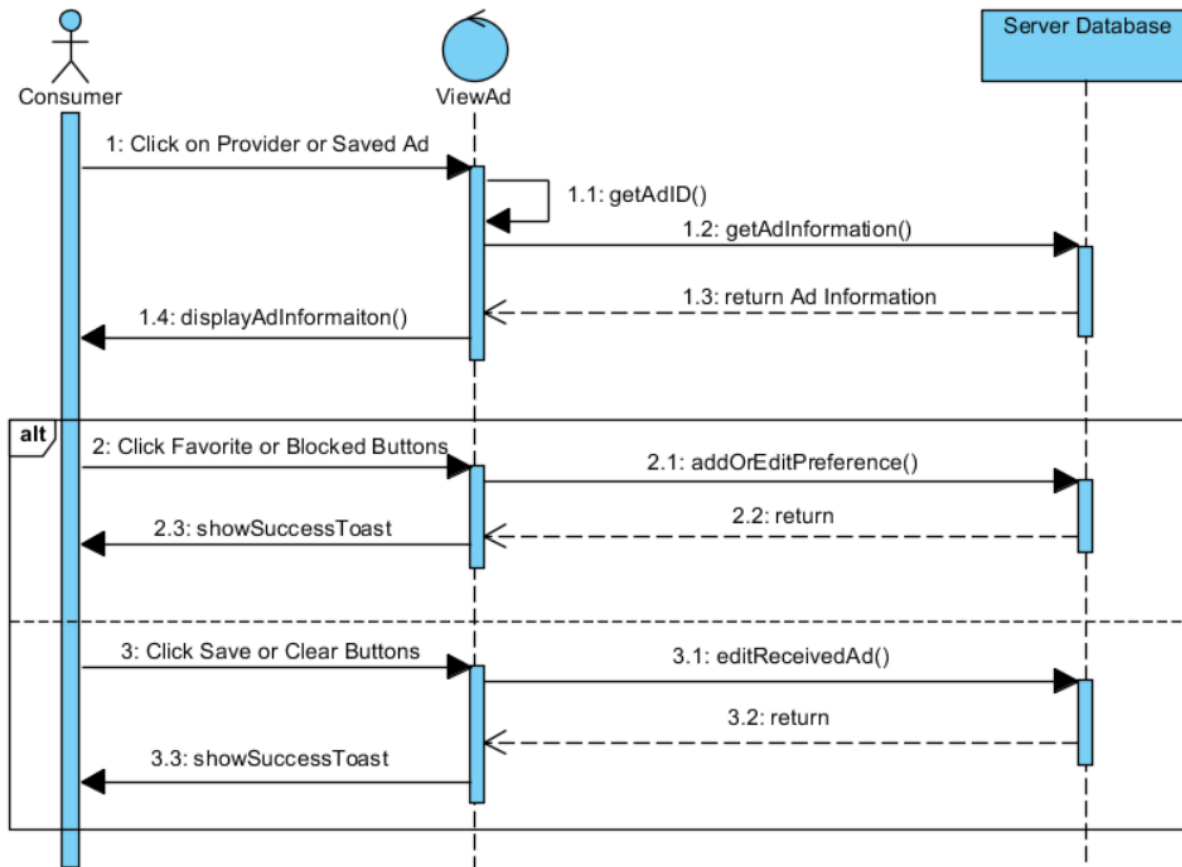 Server Database
Consumer
ViewAd
1: Click on Provider or Saved Ad
1.1: getAdID()
1.2: getAdInformation()
1.3: return Ad Information
1.4: displayAdInformaiton()
alt
2: Click Favorite or Blocked Buttons
2.1: addOrEditPreference()
2.2: return
2.3: showSuccessToast
3: Click Save or Clear Buttons
3.1: editReceivedAd()
3.2: return
3.3: showSuccessToast